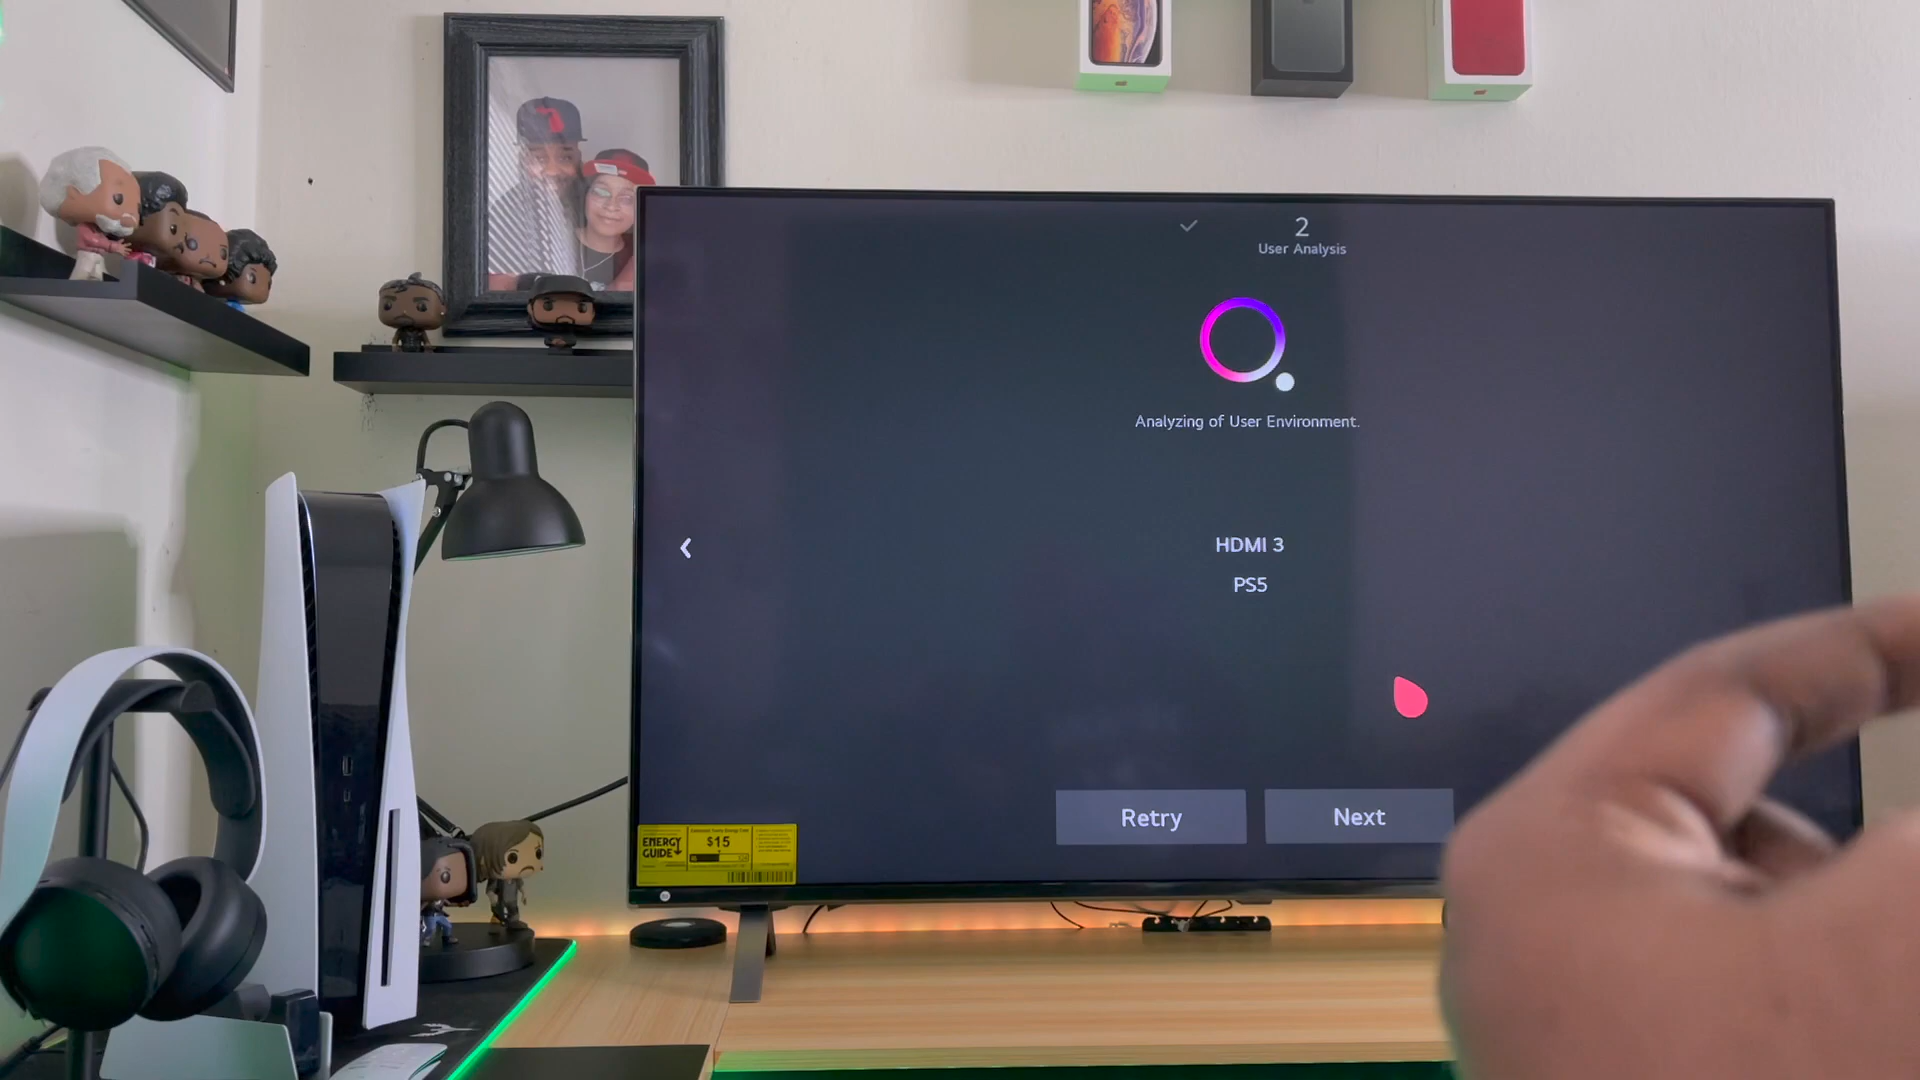 2
User Analysis
Analyzing of User Environment.
HDMI 3
PS5
Retry
Next
ENERGY
GUIDE
$15